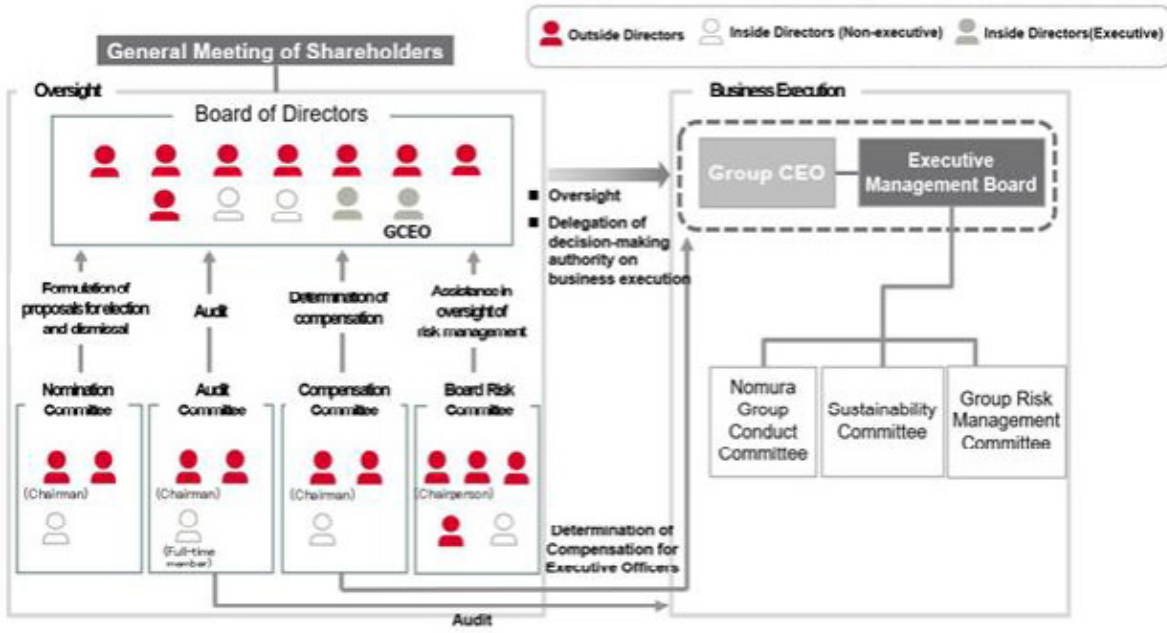 Outside Directors
Inside Directors (Non-executive)
Inside Directors(Executive)
General Meeting of Shareholders
Oversight
Board of Directors
GCEO
Formulation of
proposals for election
and dismissal
Audit
Determination of
compensation
Assistance in
oversight of
risk management
Nomination
Committee
(Chairman)
Audit
Committee
(Chairman)
(Full-time
member)
Compensation
Committee
(Chairman)
Board Risk
Committee
(Chairperson)
■ Oversight
■ Delegation of
decision-making
authority on
business execution
Determination of
Compensation for
Executive Officers
Audit
Business Execution
Group CEO
Executive
Management Board
Nomura
Group
Conduct
Committee
Sustainability
Committee
Group Risk
Management
Committee